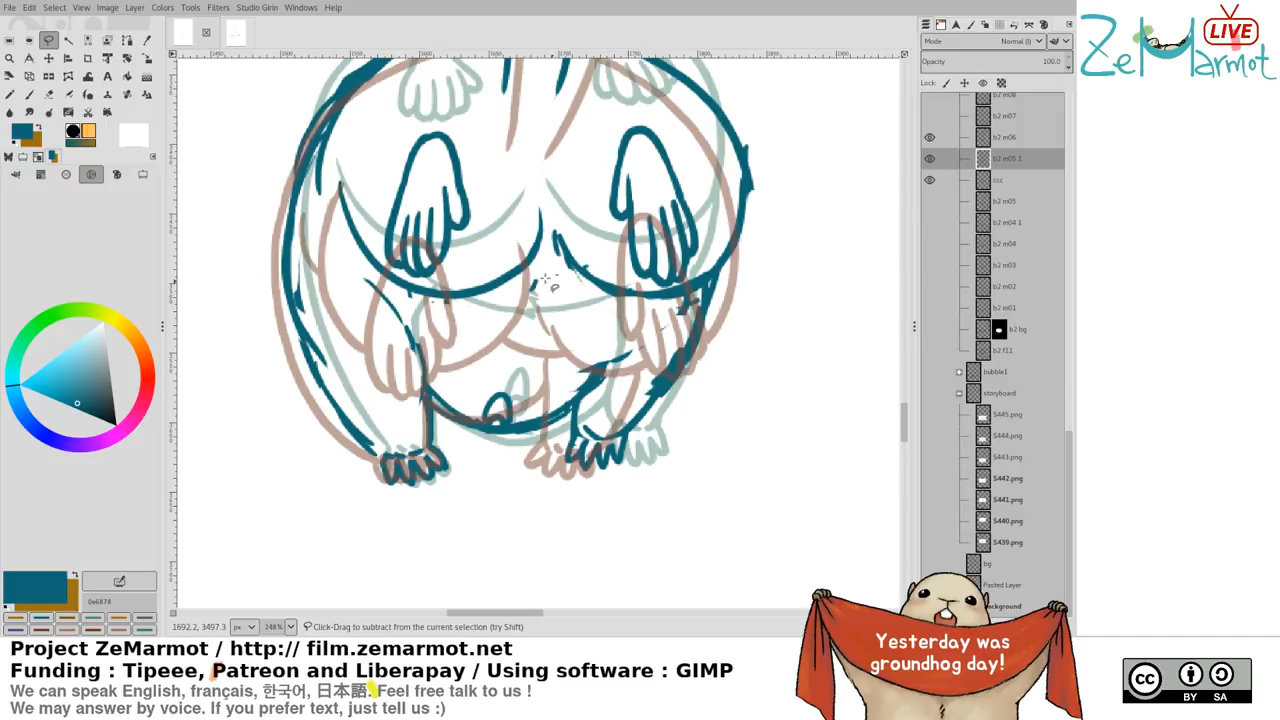 File Edit Select View Image Layer Colors Tools Filters Studio Girin Windows Help
LIVE
ZeMarmot
Mode Normal (l)
Opacity 100.0
Lock:
b2 m08
b2 m07
b2 m06
b2 m05 1
ccc
b2 m05
b2 m04 1
b2 m04
b2 m03
b2 m02
b2 m01
b2 bg
b2 f11
bubble1
storyboard
S445.png
S444.png
S443.png
S442.png
S441.png
S440.png
S439.png
bg
Pasted Layer
Background
0e6874
1692.2, 3497.3 px 248% Click-Drag to subtract from the current selection (try Shift)
Project ZeMarmot / http:// film.zemarmot.net
Funding : Tipeee, Patreon and Liberapay / Using software : GIMP
We can speak English, français, 한국어, 日本語. Feel free talk to us !
We may answer by voice. If you prefer text, just tell us :)
Yesterday was
groundhog day!
cc
BY SA